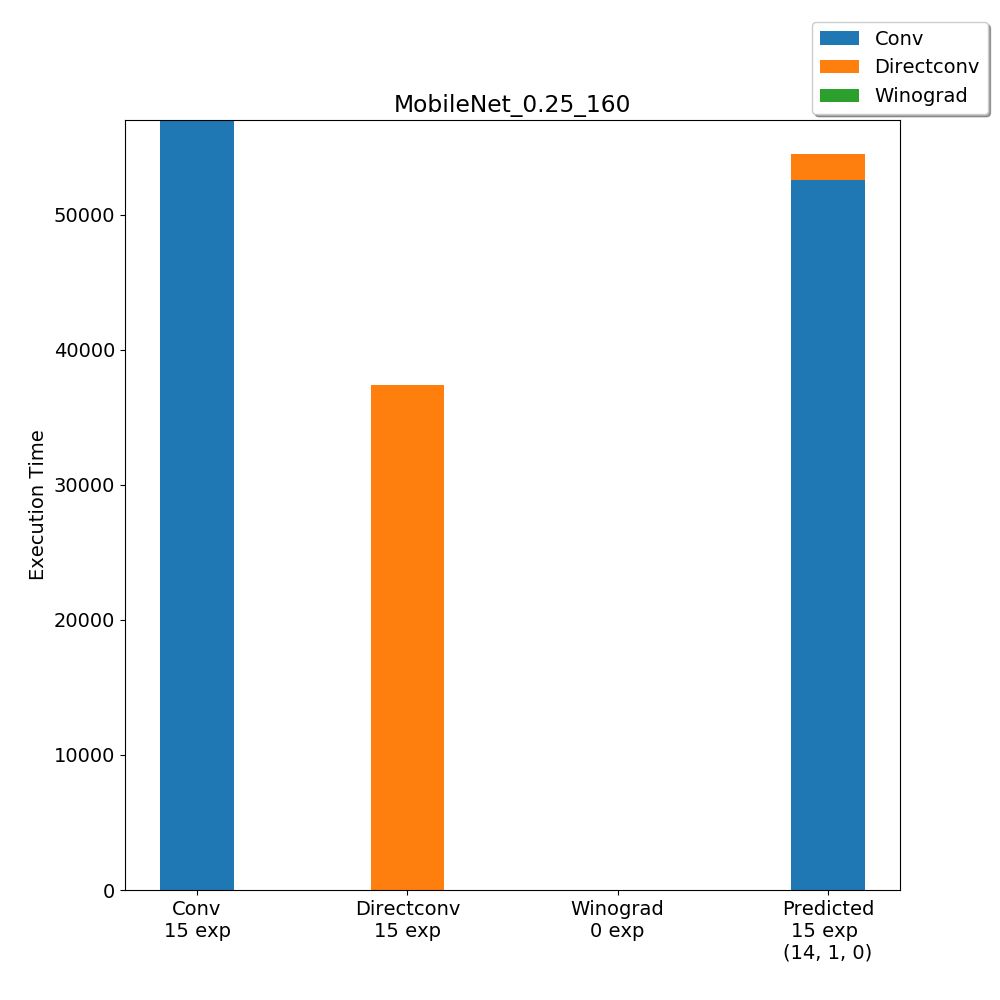 Conv
Directconv
Winograd
MobileNet_0.25_160
Execution Time
50000
40000
30000
20000
10000
0
Conv
15 exp
Directconv
15 exp
Winograd
0 exp
Predicted
15 exp
(14, 1, 0)